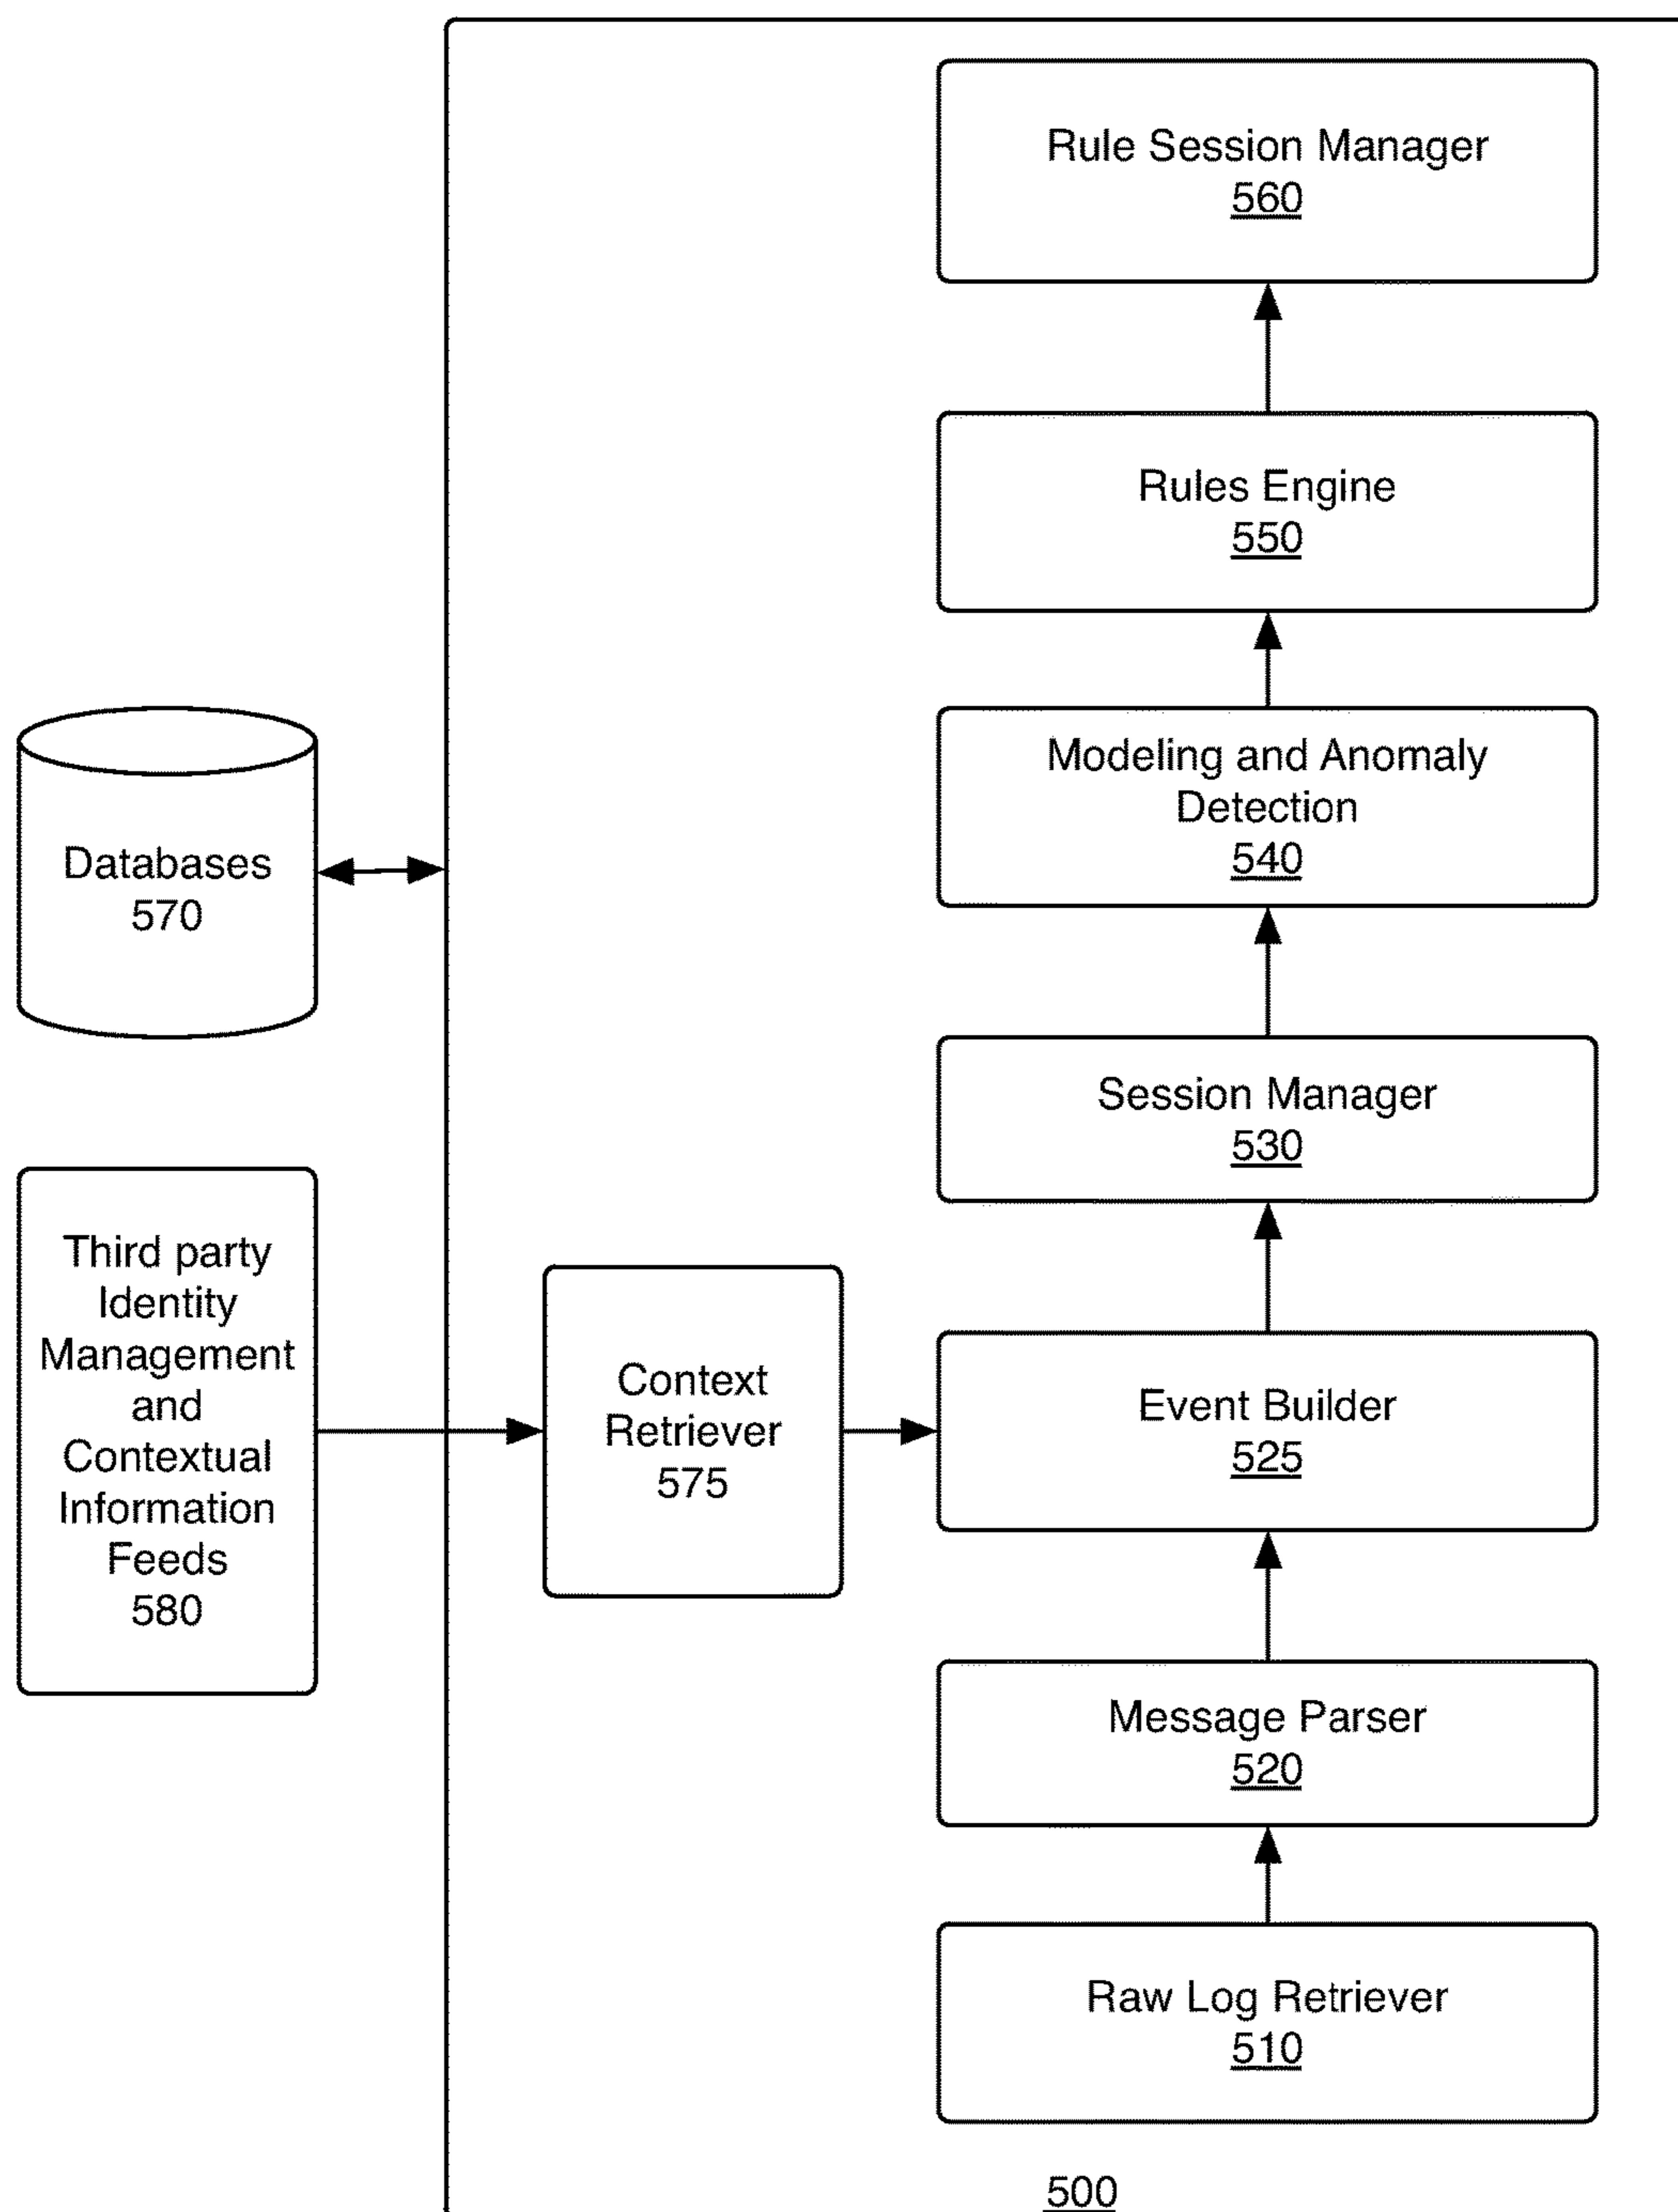 Rule Session Manager
560
Rules Engine
550
Modeling and Anomaly
Detection
540
Databases
570
Session Manager
530
Third party
Identity
Management
and
Contextual
Information
Feeds
580
Context
Retriever
575
Event Builder
525
Message Parser
520
Raw Log Retriever
510
500